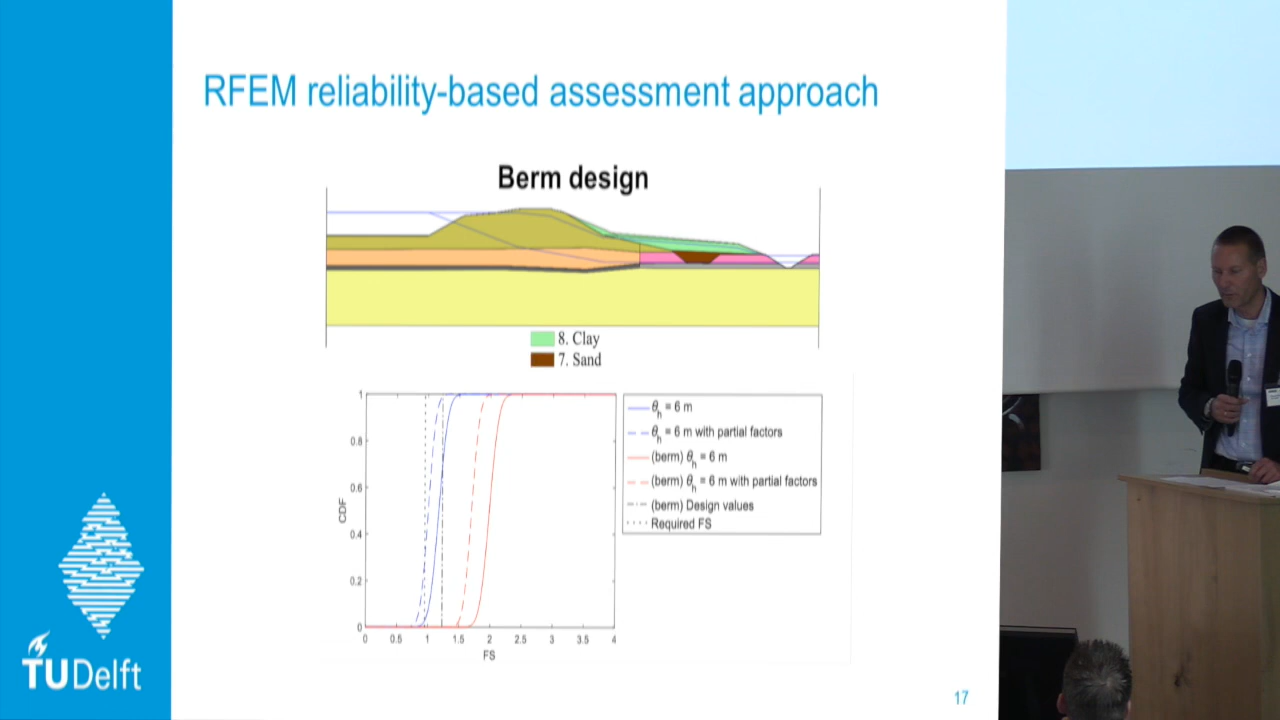 RFEM reliability-based assessment approach
Berm design
8. Clay
7. Sand
1
0.8
0.6
0.4
0.2
0
CDF
0 0.5 1 1.5 2 2.5 3 3.5 4
FS
θh = 6 m
θh = 6 m with partial factors
(berm) θh = 6 m
(berm) θh = 6 m with partial factors
(berm) Design values
Required FS
TUDelft
17